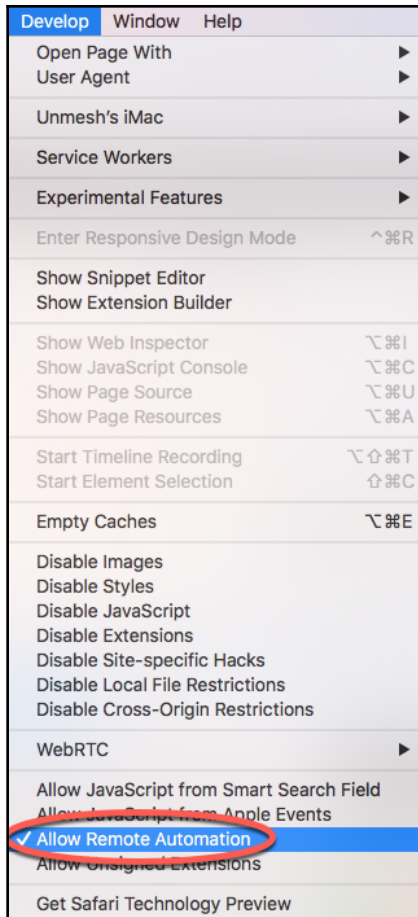 Develop Window Help
Open Page With ▶
User Agent ▶
Unmesh's iMac ▶
Service Workers ▶
Experimental Features ▶
Enter Responsive Design Mode ^⌘R
Show Snippet Editor
Show Extension Builder
Show Web Inspector ⌥⌘I
Show JavaScript Console ⌥⌘C
Show Page Source ⌥⌘U
Show Page Resources ⌥⌘A
Start Timeline Recording ⌥⇧⌘T
Start Element Selection ⇧⌘C
Empty Caches ⌥⌘E
Disable Images
Disable Styles
Disable JavaScript
Disable Extensions
Disable Site-specific Hacks
Disable Local File Restrictions
Disable Cross-Origin Restrictions
WebRTC ▶
Allow JavaScript from Smart Search Field
Allow JavaScript from Apple Events
✓ Allow Remote Automation
Allow Unsigned Extensions
Get Safari Technology Preview